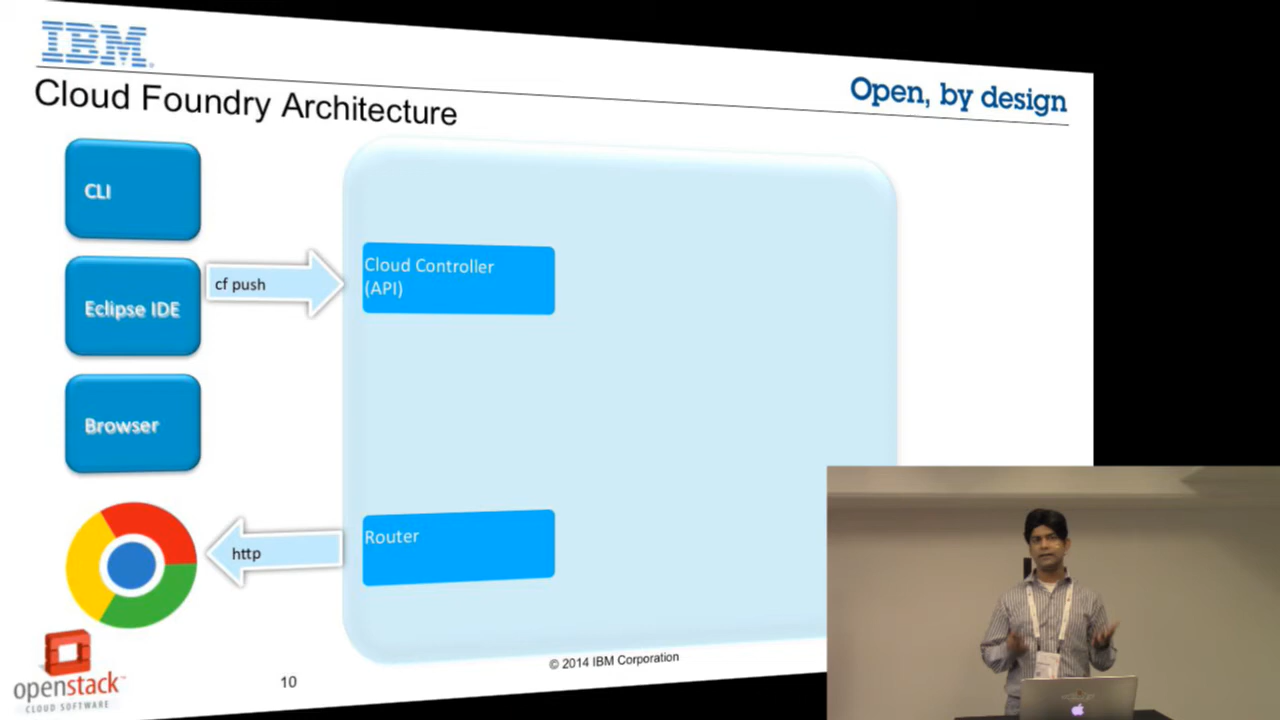 IBM
Open, by design
Cloud Foundry Architecture
CLI
Cloud Controller
(API)
cf push
Eclipse IDE
Browser
Router
http
openstack
CLOUD SOFTWARE
10
© 2014 IBM Corporation